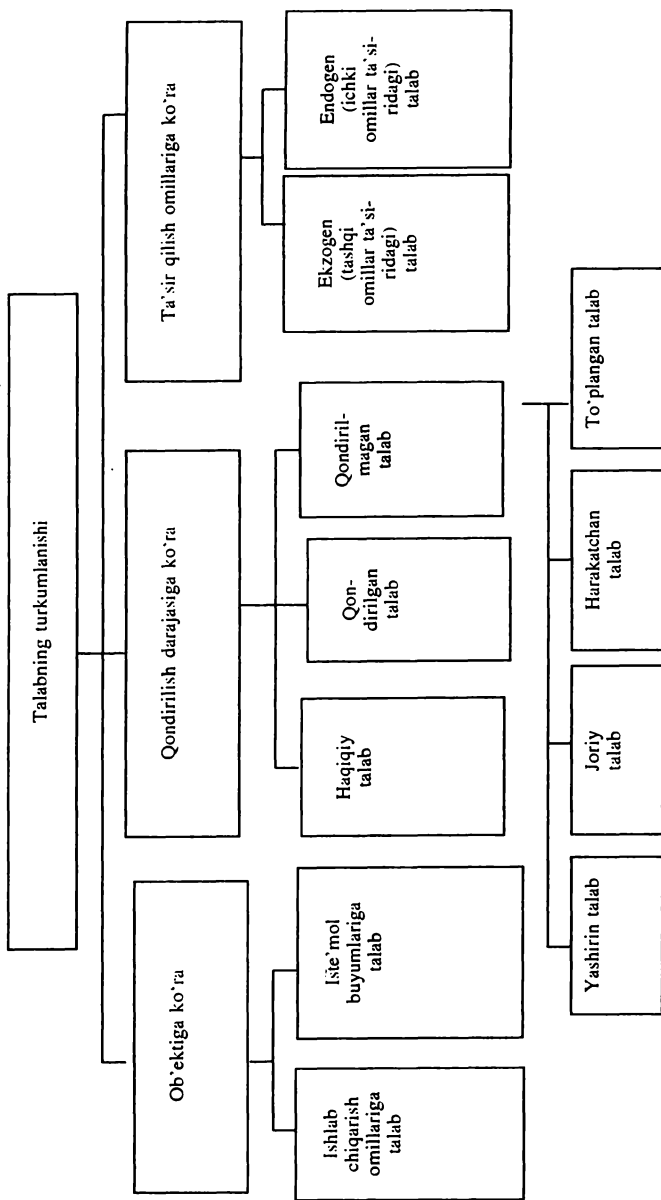 Talabning turkumlanishi
Ob`ektiga ko`ra
Qondirilish darajasiga ko`ra
Ta`sir qilish omillariga ko`ra
Ishlab
chiqarish
omillariga
talab
Iste`mol
buyumlariga
talab
Haqiqiy
talab
Qon-
dirilgan
talab
Qondiril-
magan
talab
Ekzogen
(tashqi
omillar ta`si-
ridagi)
talab
Endogen
(ichki
omillar ta`si-
ridagi)
talab
Yashirin talab
Joriy
talab
Harakatchan
talab
To`plangan talab